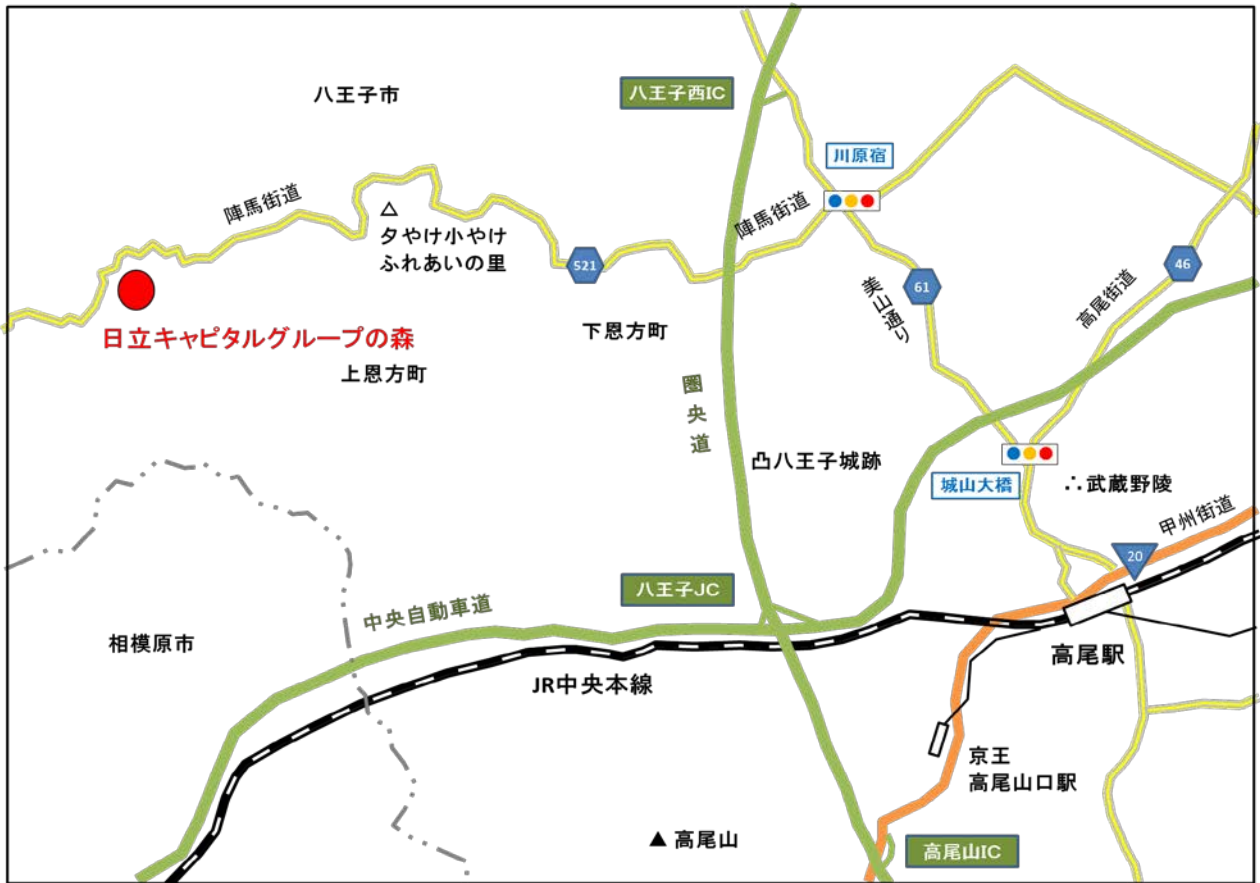 八王子市
八王子西IC
川原宿
陣馬街道
陣馬街道
夕やけ小やけ
ふれあいの里
521
46
61
美山通り
高尾街道
日立キャピタルグループの森
下恩方町
上恩方町
圏央道
八王子城跡
城山大橋
武蔵野陵
甲州街道
20
八王子JC
中央自動車道
相模原市
高尾駅
JR中央本線
京王
高尾山口駅
高尾山
高尾山IC